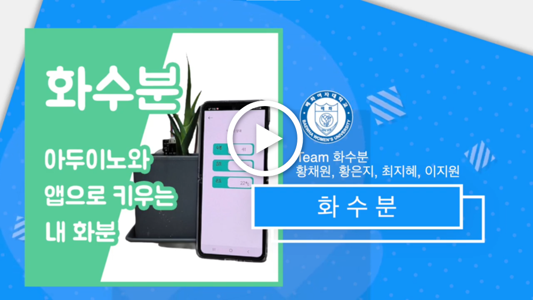 화수분
아두이노와
앱으로 키우는
내 화분
Team 화수분
황채원, 황은지, 최지혜, 이지원
화수분